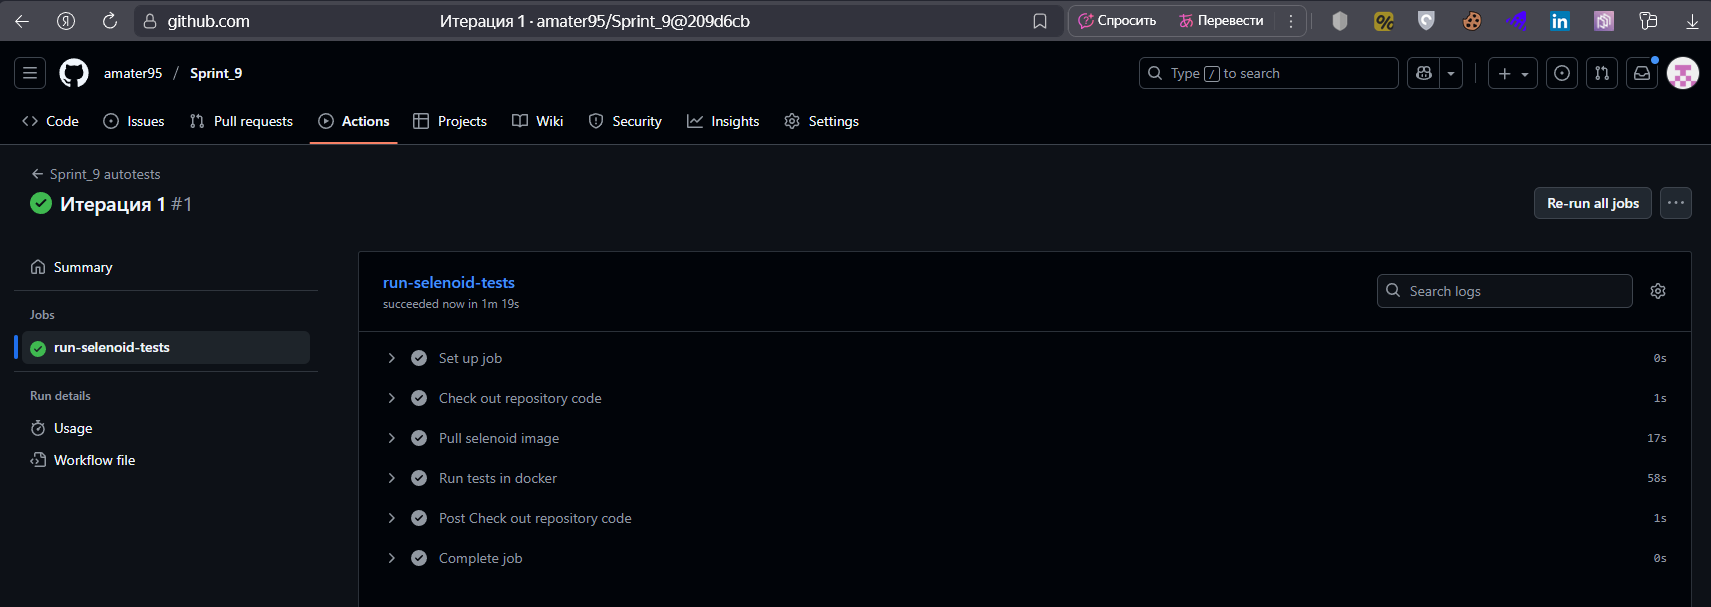 github.com
Итерация 1 · amater95/Sprint_9@209d6cb
Спросить
Перевести
amater95 / Sprint_9
Type / to search
Code
Issues
Pull requests
Actions
Projects
Wiki
Security
Insights
Settings
Sprint_9 autotests
Итерация 1 #1
Re-run all jobs
Summary
Jobs
run-selenoid-tests
Run details
Usage
Workflow file
run-selenoid-tests
succeeded now in 1m 19s
Search logs
Set up job 0s
Check out repository code 1s
Pull selenoid image 17s
Run tests in docker 58s
Post Check out repository code 1s
Complete job 0s